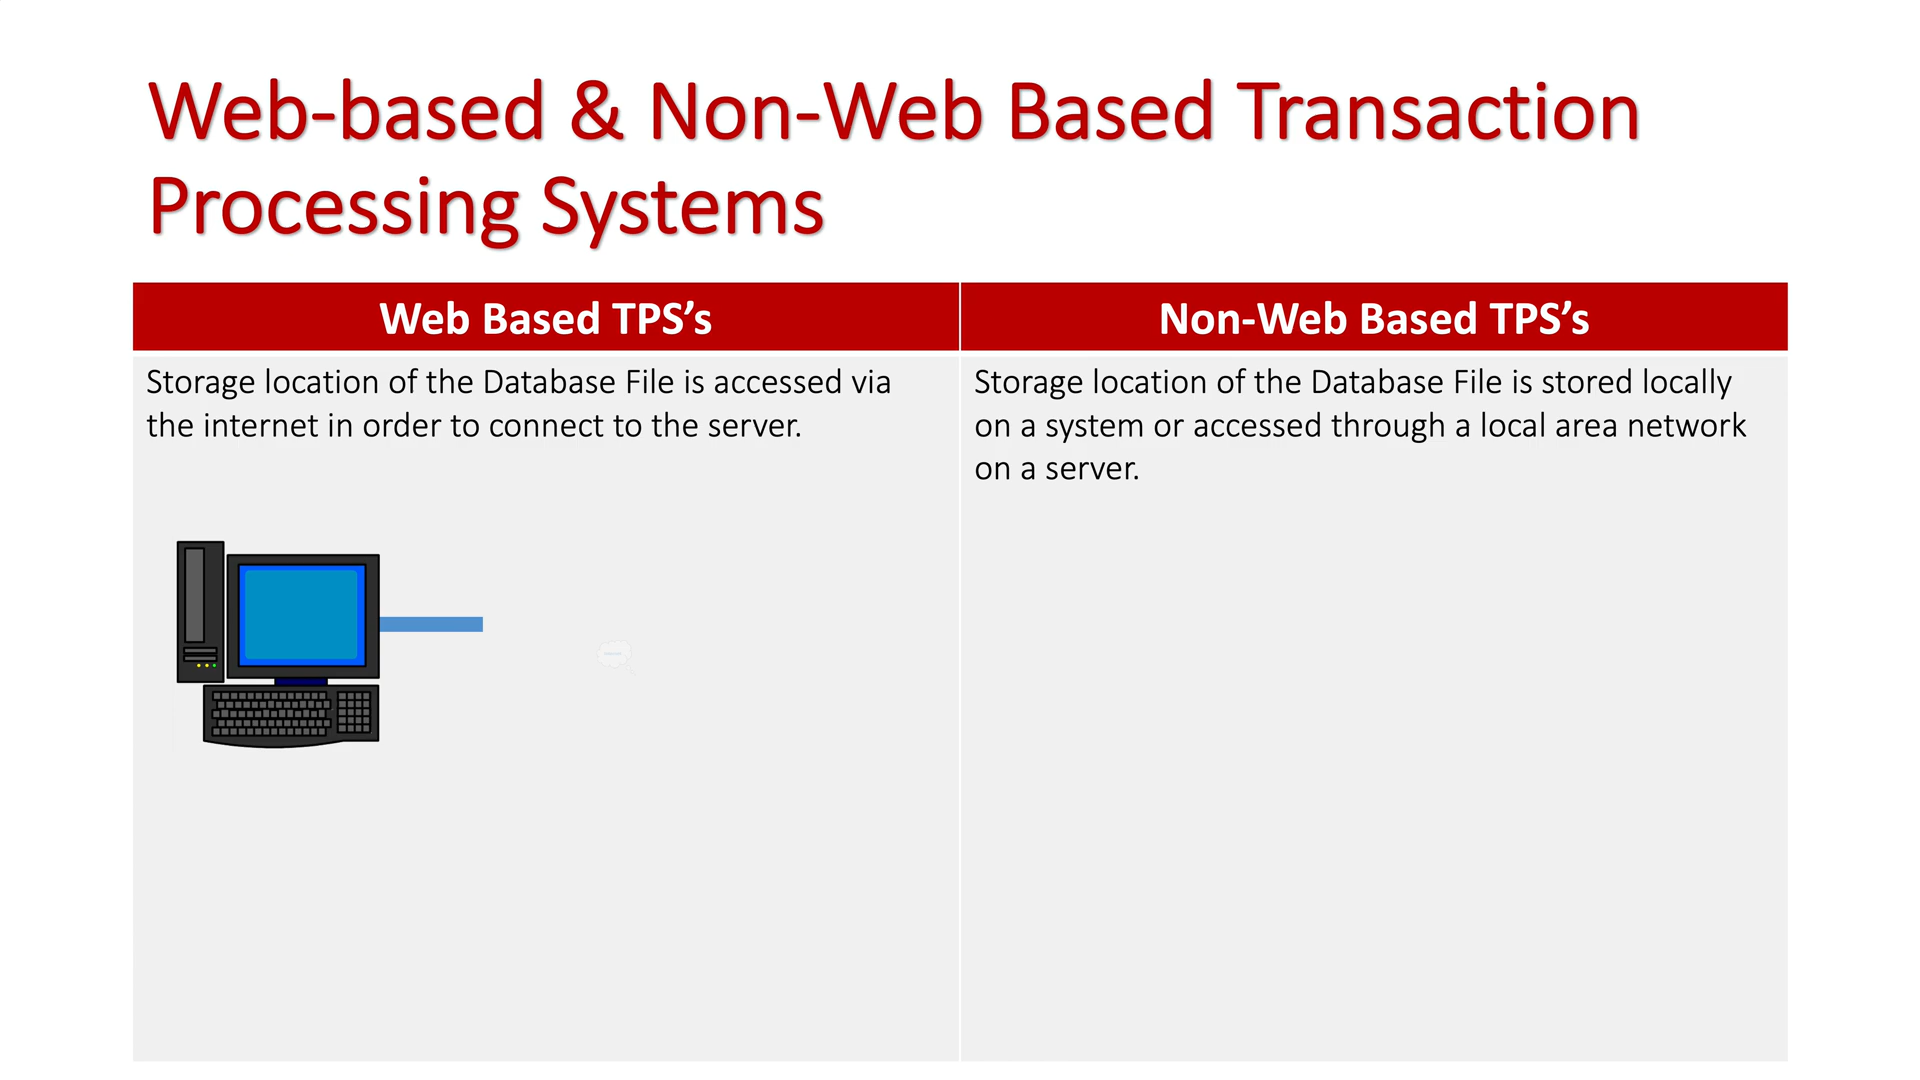 Web-based & Non-Web Based Transaction
Processing Systems
Web Based TPS’s
Non-Web Based TPS’s
Storage location of the Database File is accessed via
the internet in order to connect to the server.
Storage location of the Database File is stored locally
on a system or accessed through a local area network
on a server.